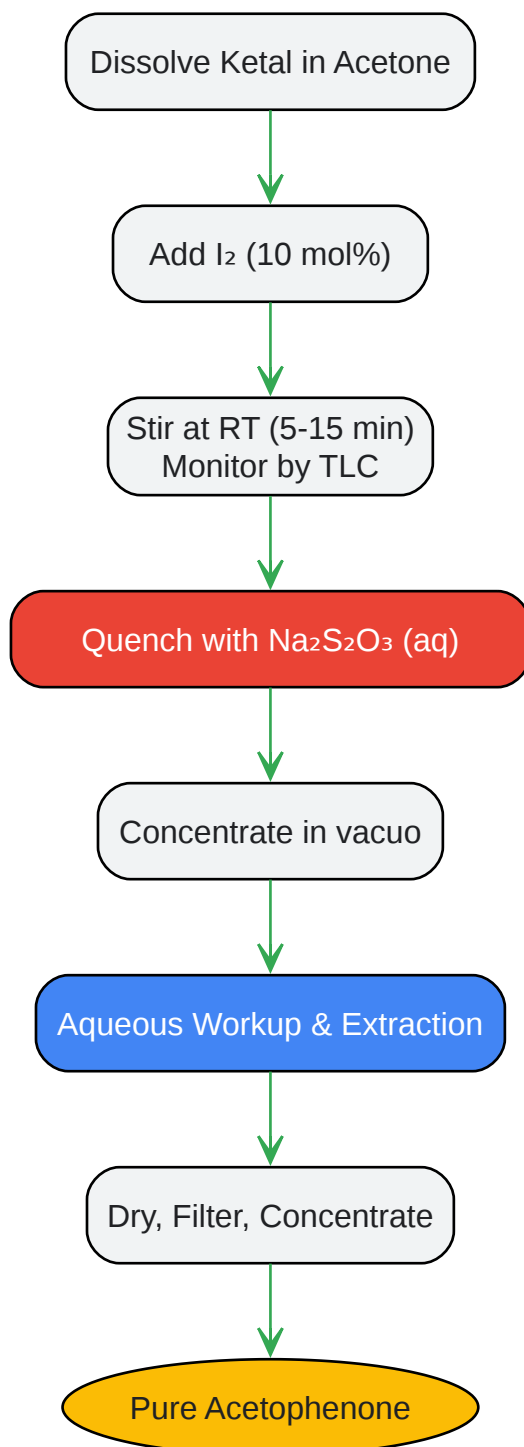 Dissolve Ketal in Acetone
Add I₂ (10 mol%)
Stir at RT (5-15 min)
Monitor by TLC
Quench with Na₂S₂O₃ (aq)
Concentrate in vacuo
Aqueous Workup & Extraction
Dry, Filter, Concentrate
Pure Acetophenone